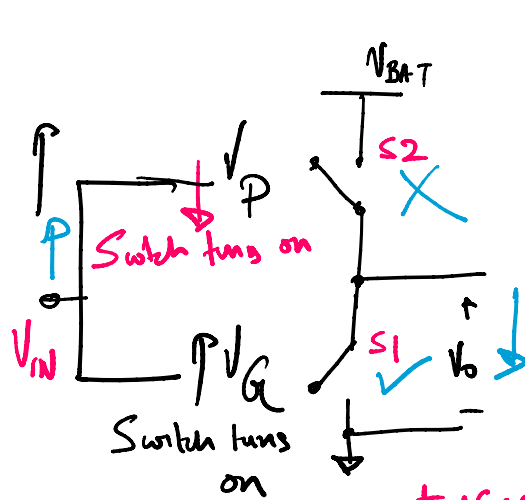 VBAT
VP
S2
Switch turns on
VIN
VG
S1
+
Vo
−
Switch turns
on